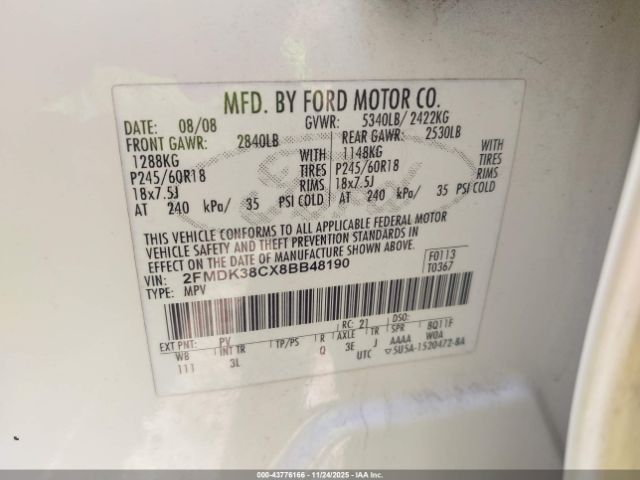 MFD. BY FORD MOTOR CO.
DATE: 08/08 GVWR: 5340LB/ 2422KG
FRONT GAWR: 2840LB REAR GAWR: 2530LB
1288KG WITH 1148KG WITH
P245/60R18 TIRES P245/60R18 TIRES
18x7.5J RIMS 18x7.5J RIMS
AT 240 kPa/ 35 PSI COLD AT 240 kPa/ 35 PSI COLD
THIS VEHICLE CONFORMS TO ALL APPLICABLE FEDERAL MOTOR
VEHICLE SAFETY AND THEFT PREVENTION STANDARDS IN
EFFECT ON THE DATE OF MANUFACTURE SHOWN ABOVE.
VIN: 2FMDK38CX8BB48190 F0113
TYPE: MPV T0367
RC: 21 DSO:
EXT PNT: PV
WB INT TR TP/PS R AXLE TR SPR BQ11F
111 3L Q 3E J AAAA WOA
UTC ▽5U5A-1520472-BA
000-43776166 - 11/24/2025 - IAA Inc.